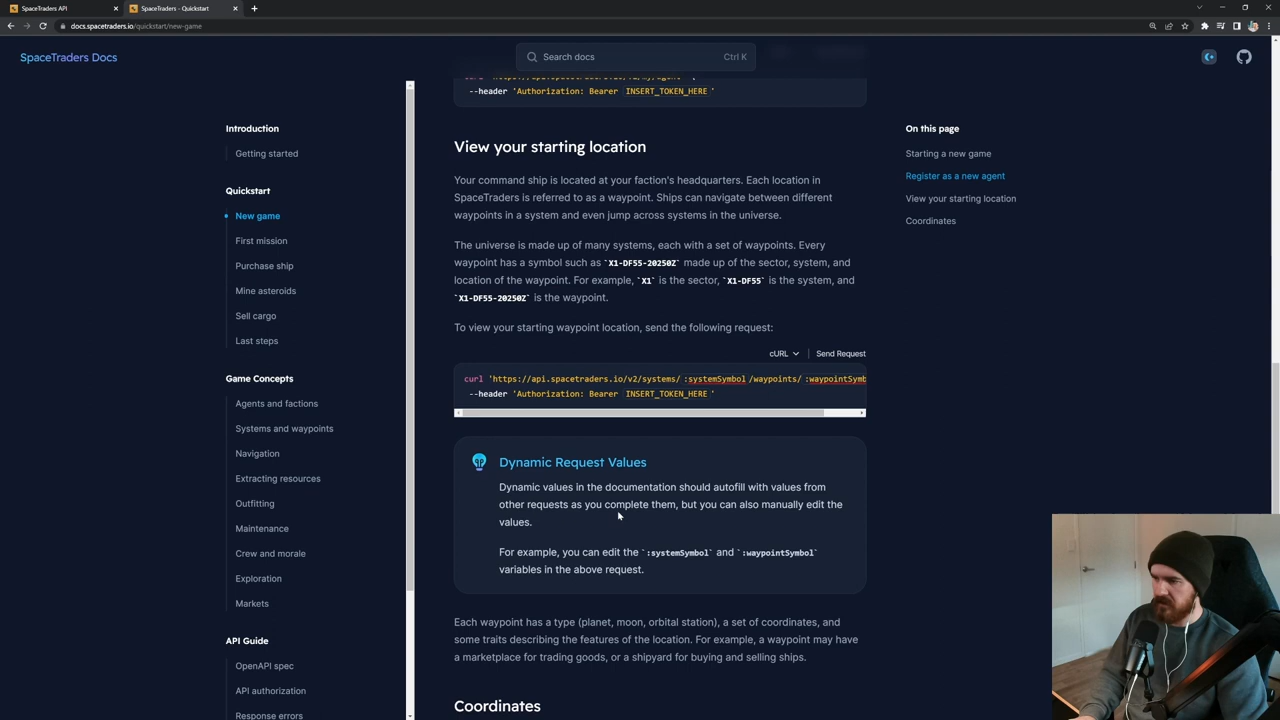 SpaceTraders API
SpaceTraders - Quickstart
docs.spacetraders.io/quickstart/new-game
SpaceTraders Docs
Search docs
Ctrl K
Introduction
Getting started
Quickstart
New game
First mission
Purchase ship
Mine asteroids
Sell cargo
Last steps
Game Concepts
Agents and factions
Systems and waypoints
Navigation
Extracting resources
Outfitting
Maintenance
Crew and morale
Exploration
Markets
API Guide
OpenAPI spec
API authorization
Response errors
--header 'Authorization: Bearer INSERT_TOKEN_HERE '
View your starting location
Your command ship is located at your faction's headquarters. Each location in
SpaceTraders is referred to as a waypoint. Ships can navigate between different
waypoints in a system and even jump across systems in the universe.
The universe is made up of many systems, each with a set of waypoints. Every
waypoint has a symbol such as `X1-DF55-20250Z` made up of the sector, system, and
location of the waypoint. For example, `X1` is the sector, `X1-DF55` is the system, and
`X1-DF55-20250Z` is the waypoint.
To view your starting waypoint location, send the following request:
cURL
Send Request
curl 'https://api.spacetraders.io/v2/systems/ :systemSymbol /waypoints/ :waypointSymb
--header 'Authorization: Bearer INSERT_TOKEN_HERE '
Dynamic Request Values
Dynamic values in the documentation should autofill with values from
other requests as you complete them, but you can also manually edit the
values.
For example, you can edit the `:systemSymbol` and `:waypointSymbol`
variables in the above request.
Each waypoint has a type (planet, moon, orbital station), a set of coordinates, and
some traits describing the features of the location. For example, a waypoint may have
a marketplace for trading goods, or a shipyard for buying and selling ships.
Coordinates
On this page
Starting a new game
Register as a new agent
View your starting location
Coordinates